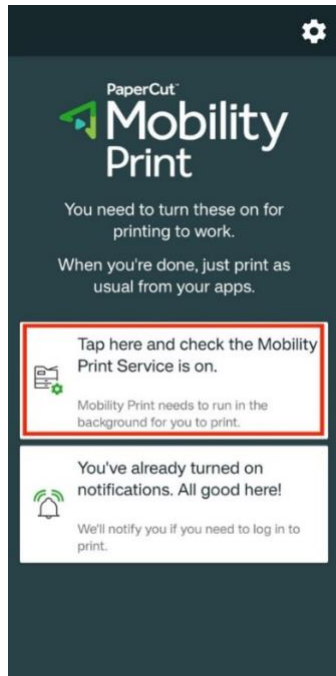 PaperCut™
Mobility
Print
You need to turn these on for
printing to work.
When you're done, just print as
usual from your apps.
Tap here and check the Mobility
Print Service is on.
Mobility Print needs to run in the
background for you to print.
You've already turned on
notifications. All good here!
We'll notify you if you need to log in to
print.